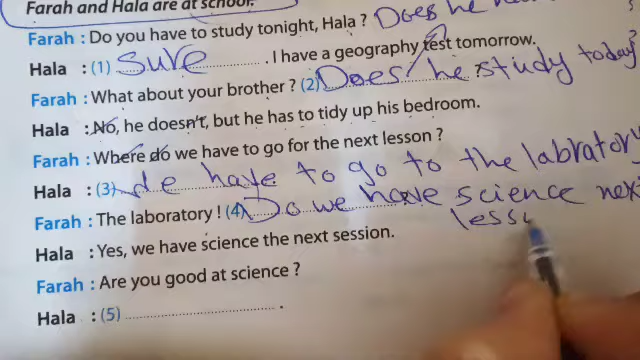 Farah and Hala are at school.
Farah : Do you have to study tonight, Hala ? Does he
Hala : (1) Sure . I have a geography test tomorrow.
Farah : What about your brother ? (2) Does he study today?
Hala : No, he doesn't, but he has to tidy up his bedroom.
Farah : Where do we have to go for the next lesson ?
Hala : (3) We have to go to the labratory
Farah : The laboratory ! (4) Do we have science next
less
Hala : Yes, we have science the next session.
Farah : Are you good at science ?
Hala : (5) .